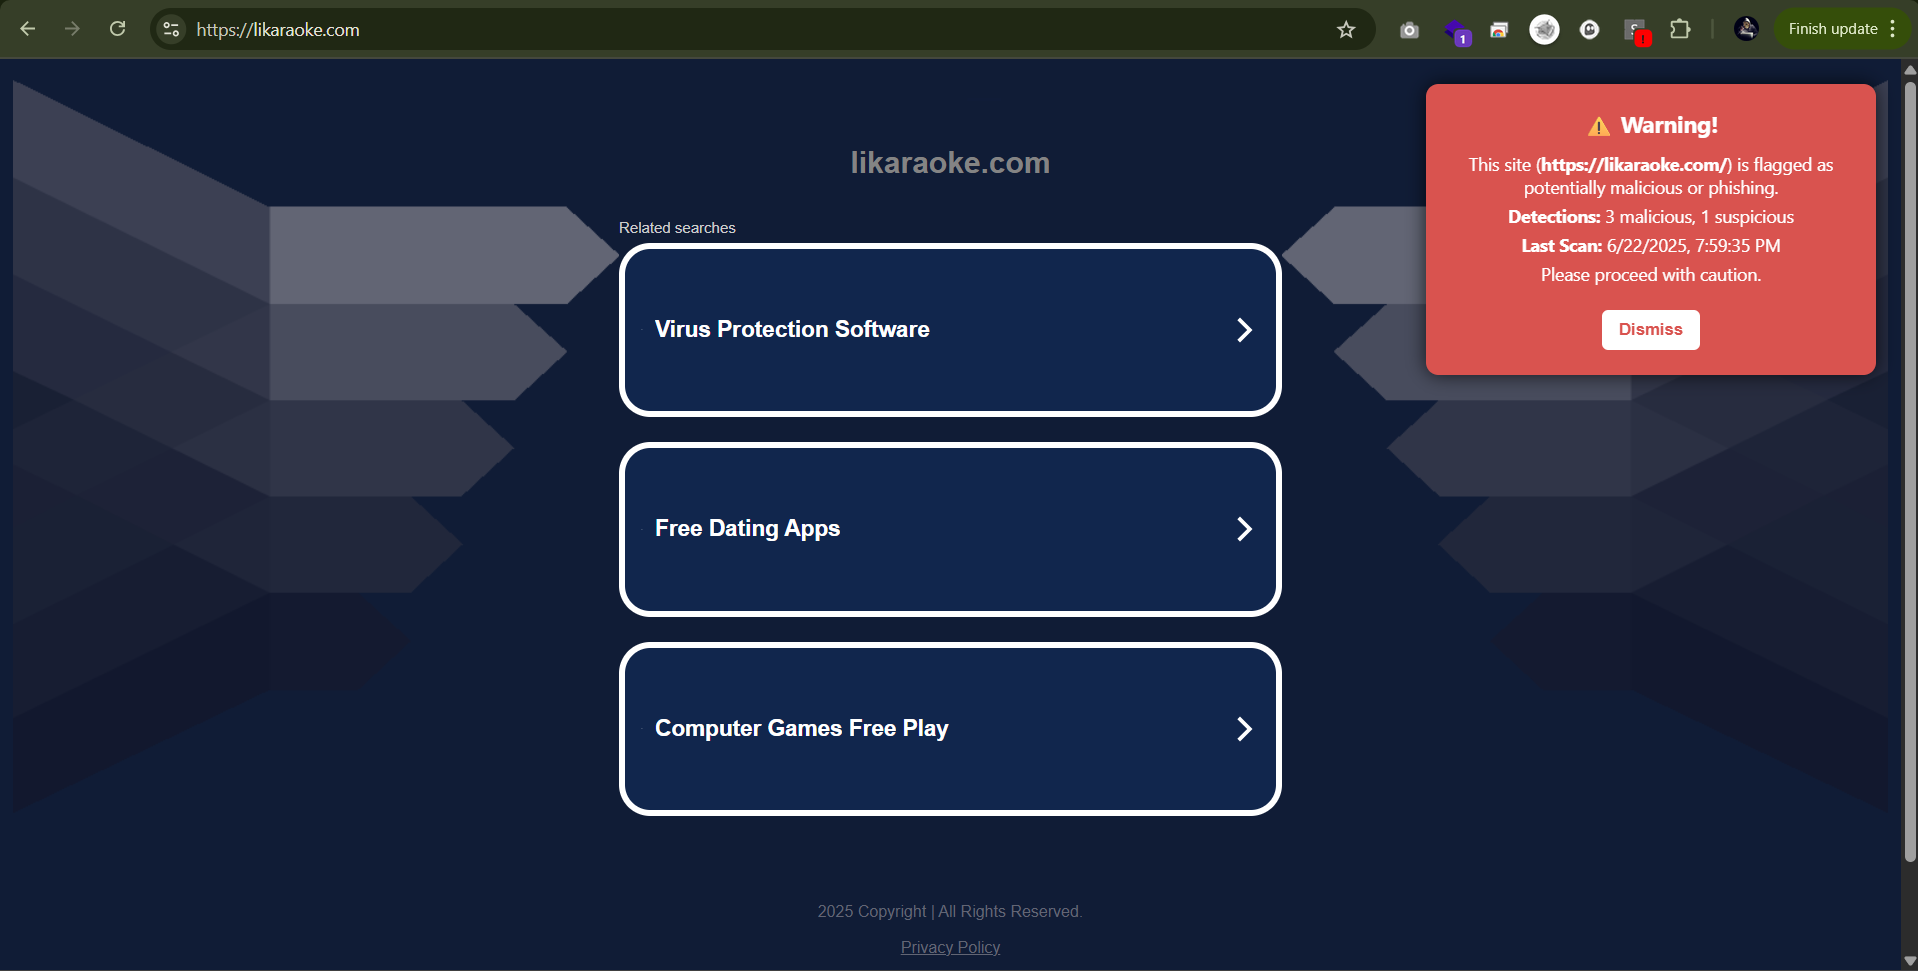 https://likaraoke.com
1
S
!
Finish update
likaraoke.com
Related searches
Virus Protection Software
Free Dating Apps
Computer Games Free Play
⚠ Warning!
This site (https://likaraoke.com/) is flagged as
potentially malicious or phishing.
Detections: 3 malicious, 1 suspicious
Last Scan: 6/22/2025, 7:59:35 PM
Please proceed with caution.
Dismiss
2025 Copyright | All Rights Reserved.
Privacy Policy